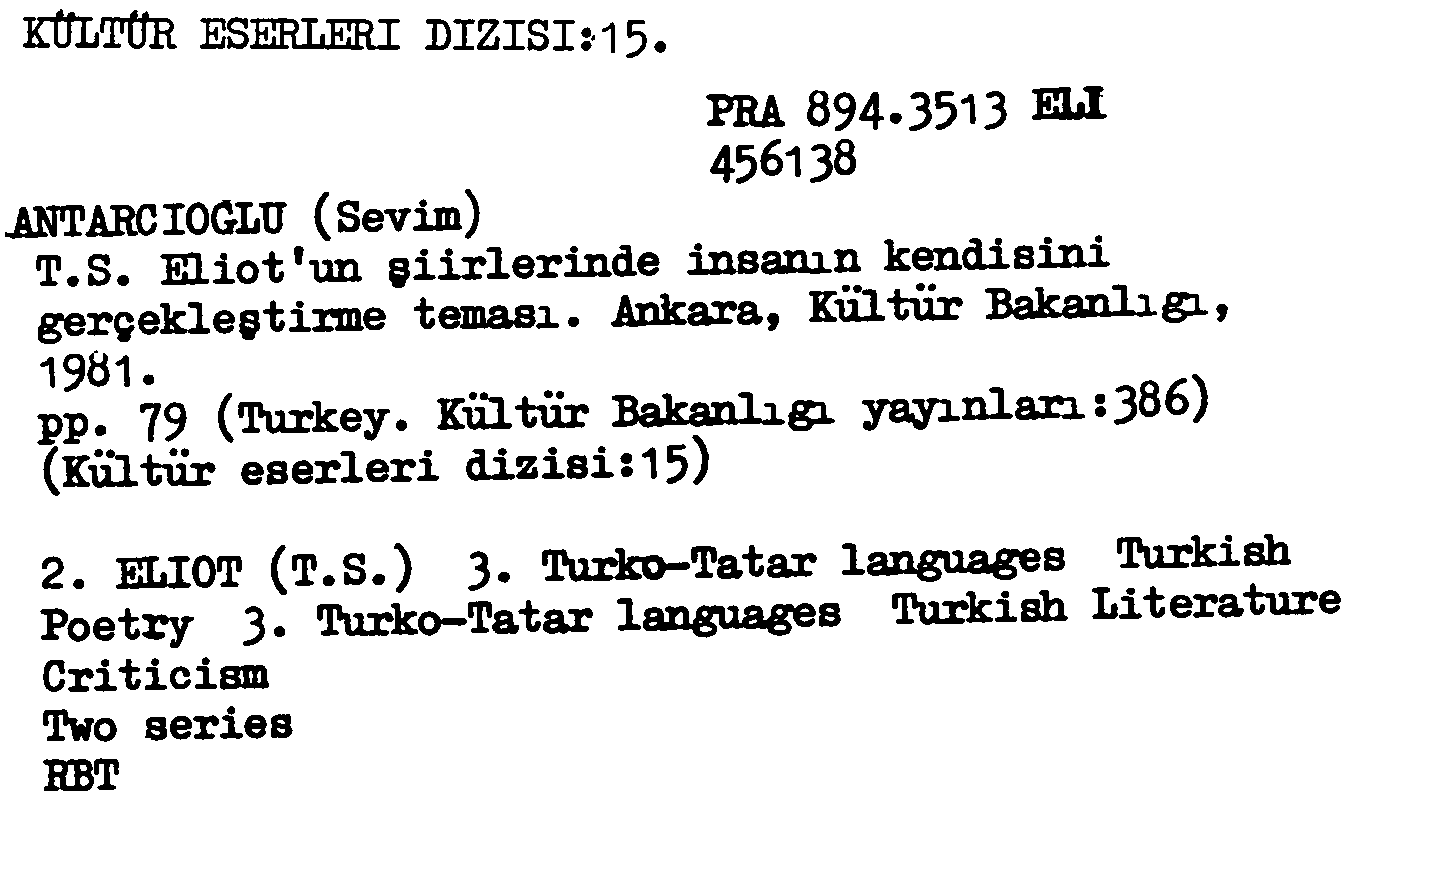 KÜLTÜR ESERLERI DIZISI:15.
PRA 894.3513 ELI
456138
ANTARCIOGLU (Sevim)
T.S. Eliot'un şiirlerinde insanın kendisini
gerçekleştirme teması. Ankara, Kültür Bakanlıgı,
1981.
pp. 79 (Turkey. Kültür Bakanlıgı yayınları:386)
(Kültür eserleri dizisi:15)
2. ELIOT (T.S.) 3. Turko-Tatar languages Turkish
Poetry 3. Turko-Tatar languages Turkish Literature
Criticism
Two series
RBT